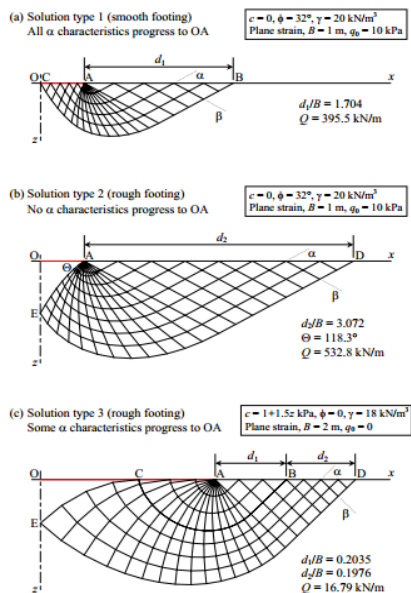 (a) Solution type 1 (smooth footing)
All α characteristics progress to OA
c = 0, ϕ = 32°, γ = 20 kN/m³
Plane strain, B = 1 m, q₀ = 10 kPa
d₁
O C A α B x
β
z
d₁/B = 1.704
Q = 395.5 kN/m
(b) Solution type 2 (rough footing)
No α characteristics progress to OA
c = 0, ϕ = 32°, γ = 20 kN/m³
Plane strain, B = 1 m, q₀ = 10 kPa
d₂
O A α D x
Θ
β
E
z
d₂/B = 3.072
Θ = 118.3°
Q = 532.8 kN/m
(c) Solution type 3 (rough footing)
Some α characteristics progress to OA
c = 1+1.5z kPa, ϕ = 0, γ = 18 kN/m³
Plane strain, B = 2 m, q₀ = 0
d₁ d₂
O C A B α D x
β
E
z
d₁/B = 0.2035
d₂/B = 0.1976
Q = 16.79 kN/m